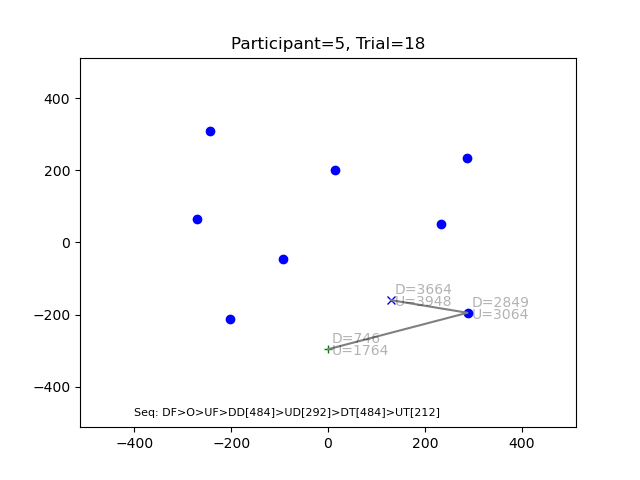 Participant=5, Trial=18
400
200
0
−200
−400
D=3664
U=3948
D=2849
U=3064
D=746
U=1764
Seq: DF>O>UF>DD[484]>UD[292]>DT[484]>UT[212]
−400
−200
0
200
400